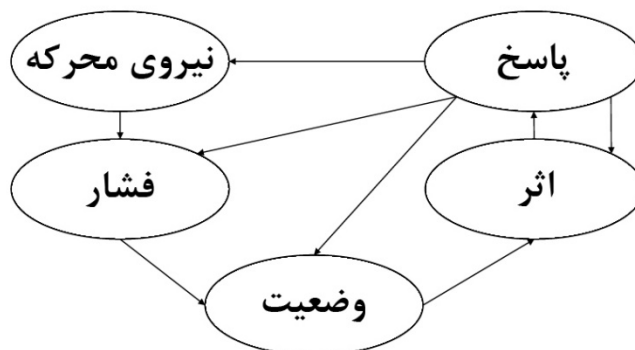 پاسخ
نیروی محرکه
اثر
فشار
وضعیت